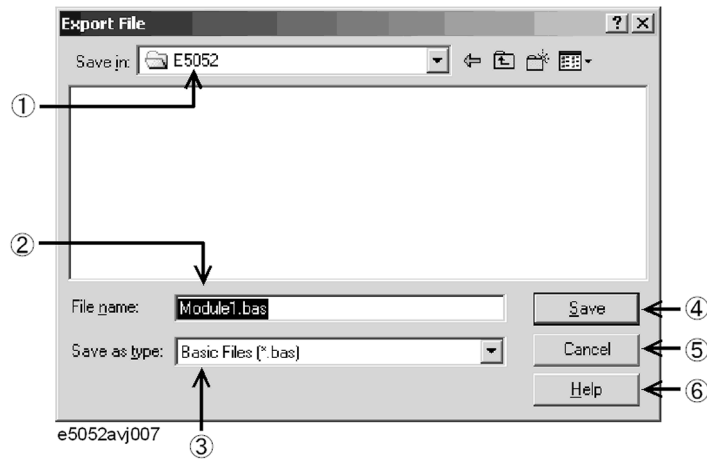 Export File
Save in: E5052
①
②
File name: Module1.bas
Save
④
Save as type: Basic Files (*.bas)
Cancel
⑤
Help
⑥
e5052avj007
③